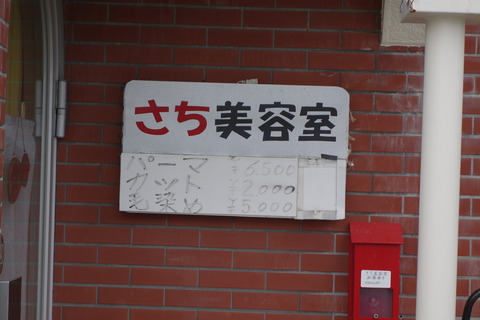 さち美容室
パーマ ¥6.500
カット ¥2.000
毛染め ¥5.000